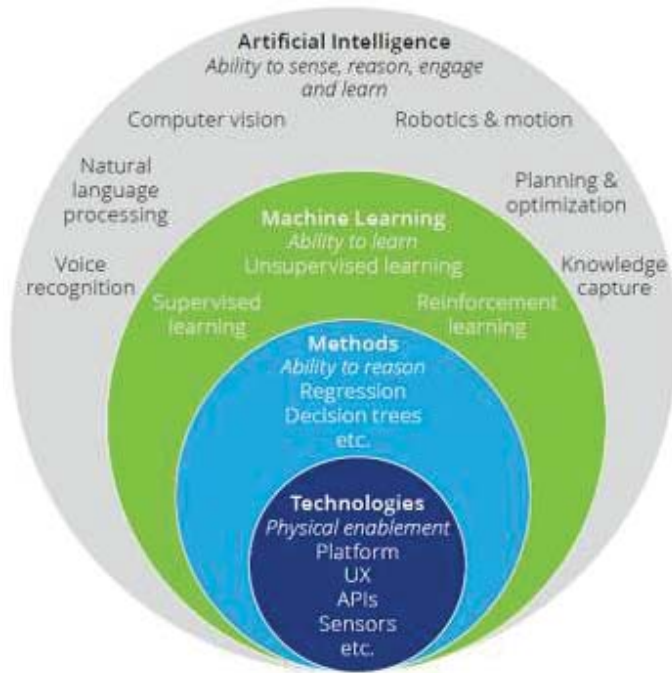 Artificial Intelligence
Ability to sense, reason, engage
and learn
Computer vision
Robotics & motion
Natural
language
processing
Planning &
optimization
Voice
recognition
Knowledge
capture
Machine Learning
Ability to learn
Unsupervised learning
Supervised
learning
Reinforcement
learning
Methods
Ability to reason
Regression
Decision trees
etc.
Technologies
Physical enablement
Platform
UX
APIs
Sensors
etc.